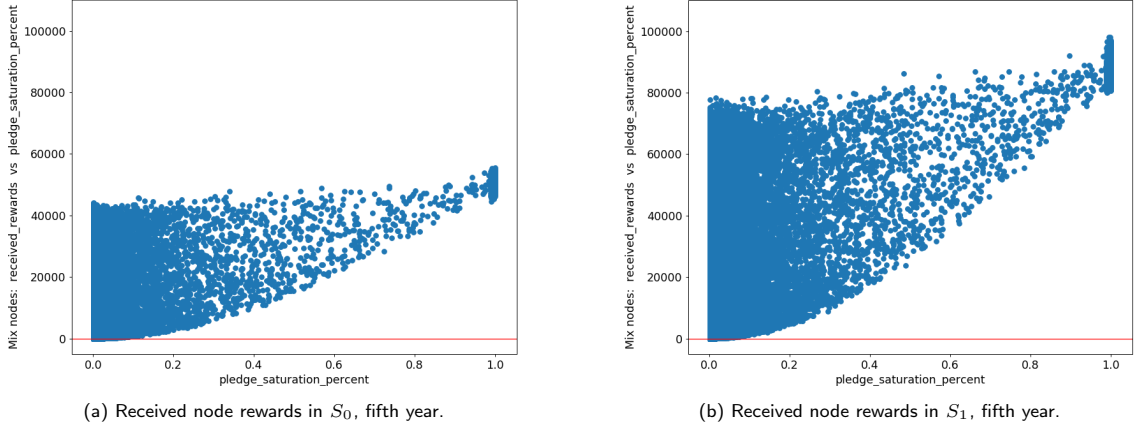 Mix nodes: received_rewards vs pledge_saturation_percent
100000
80000
60000
40000
20000
0
0.0 0.2 0.4 0.6 0.8 1.0
pledge_saturation_percent
(a) Received node rewards in S₀, fifth year.
Mix nodes: received_rewards vs pledge_saturation_percent
100000
80000
60000
40000
20000
0
0.0 0.2 0.4 0.6 0.8 1.0
pledge_saturation_percent
(b) Received node rewards in S₁, fifth year.